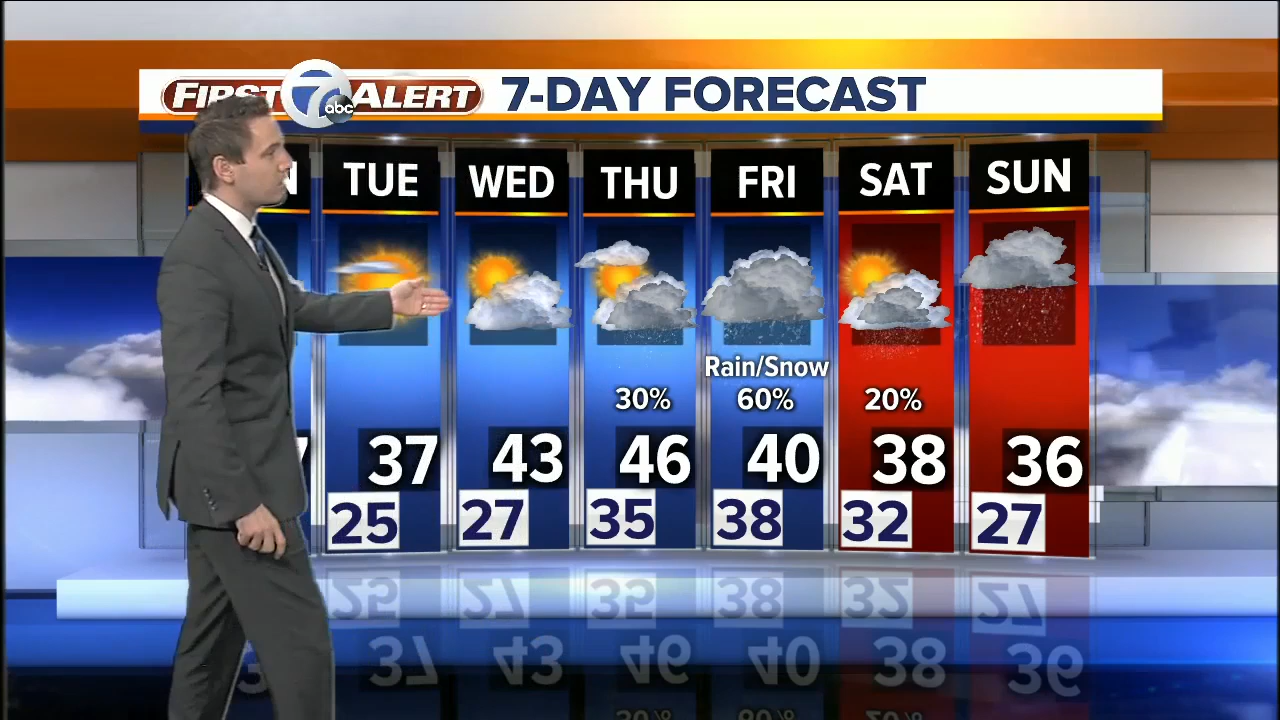 FIRST 7 abc ALERT 7-DAY FORECAST
TUE WED THU FRI SAT SUN
Rain/Snow
30% 60% 20%
37 43 46 40 38 36
25 27 35 38 32 27